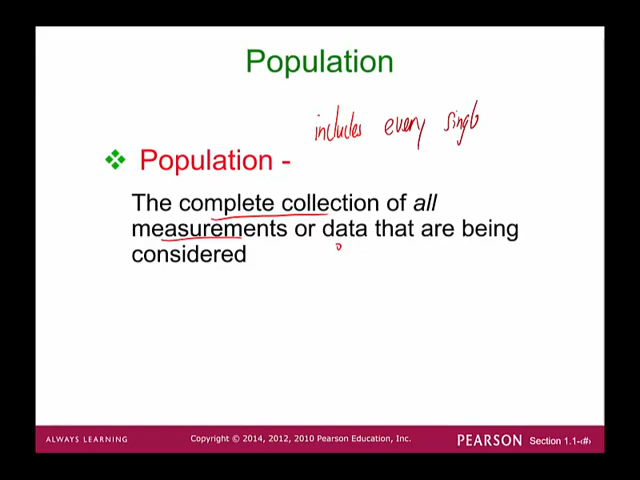 Population
includes every single
Population -
The complete collection of all
measurements or data that are being
considered
ALWAYS LEARNING
Copyright © 2014, 2012, 2010 Pearson Education, Inc.
PEARSON
Section 1.1-‹#›